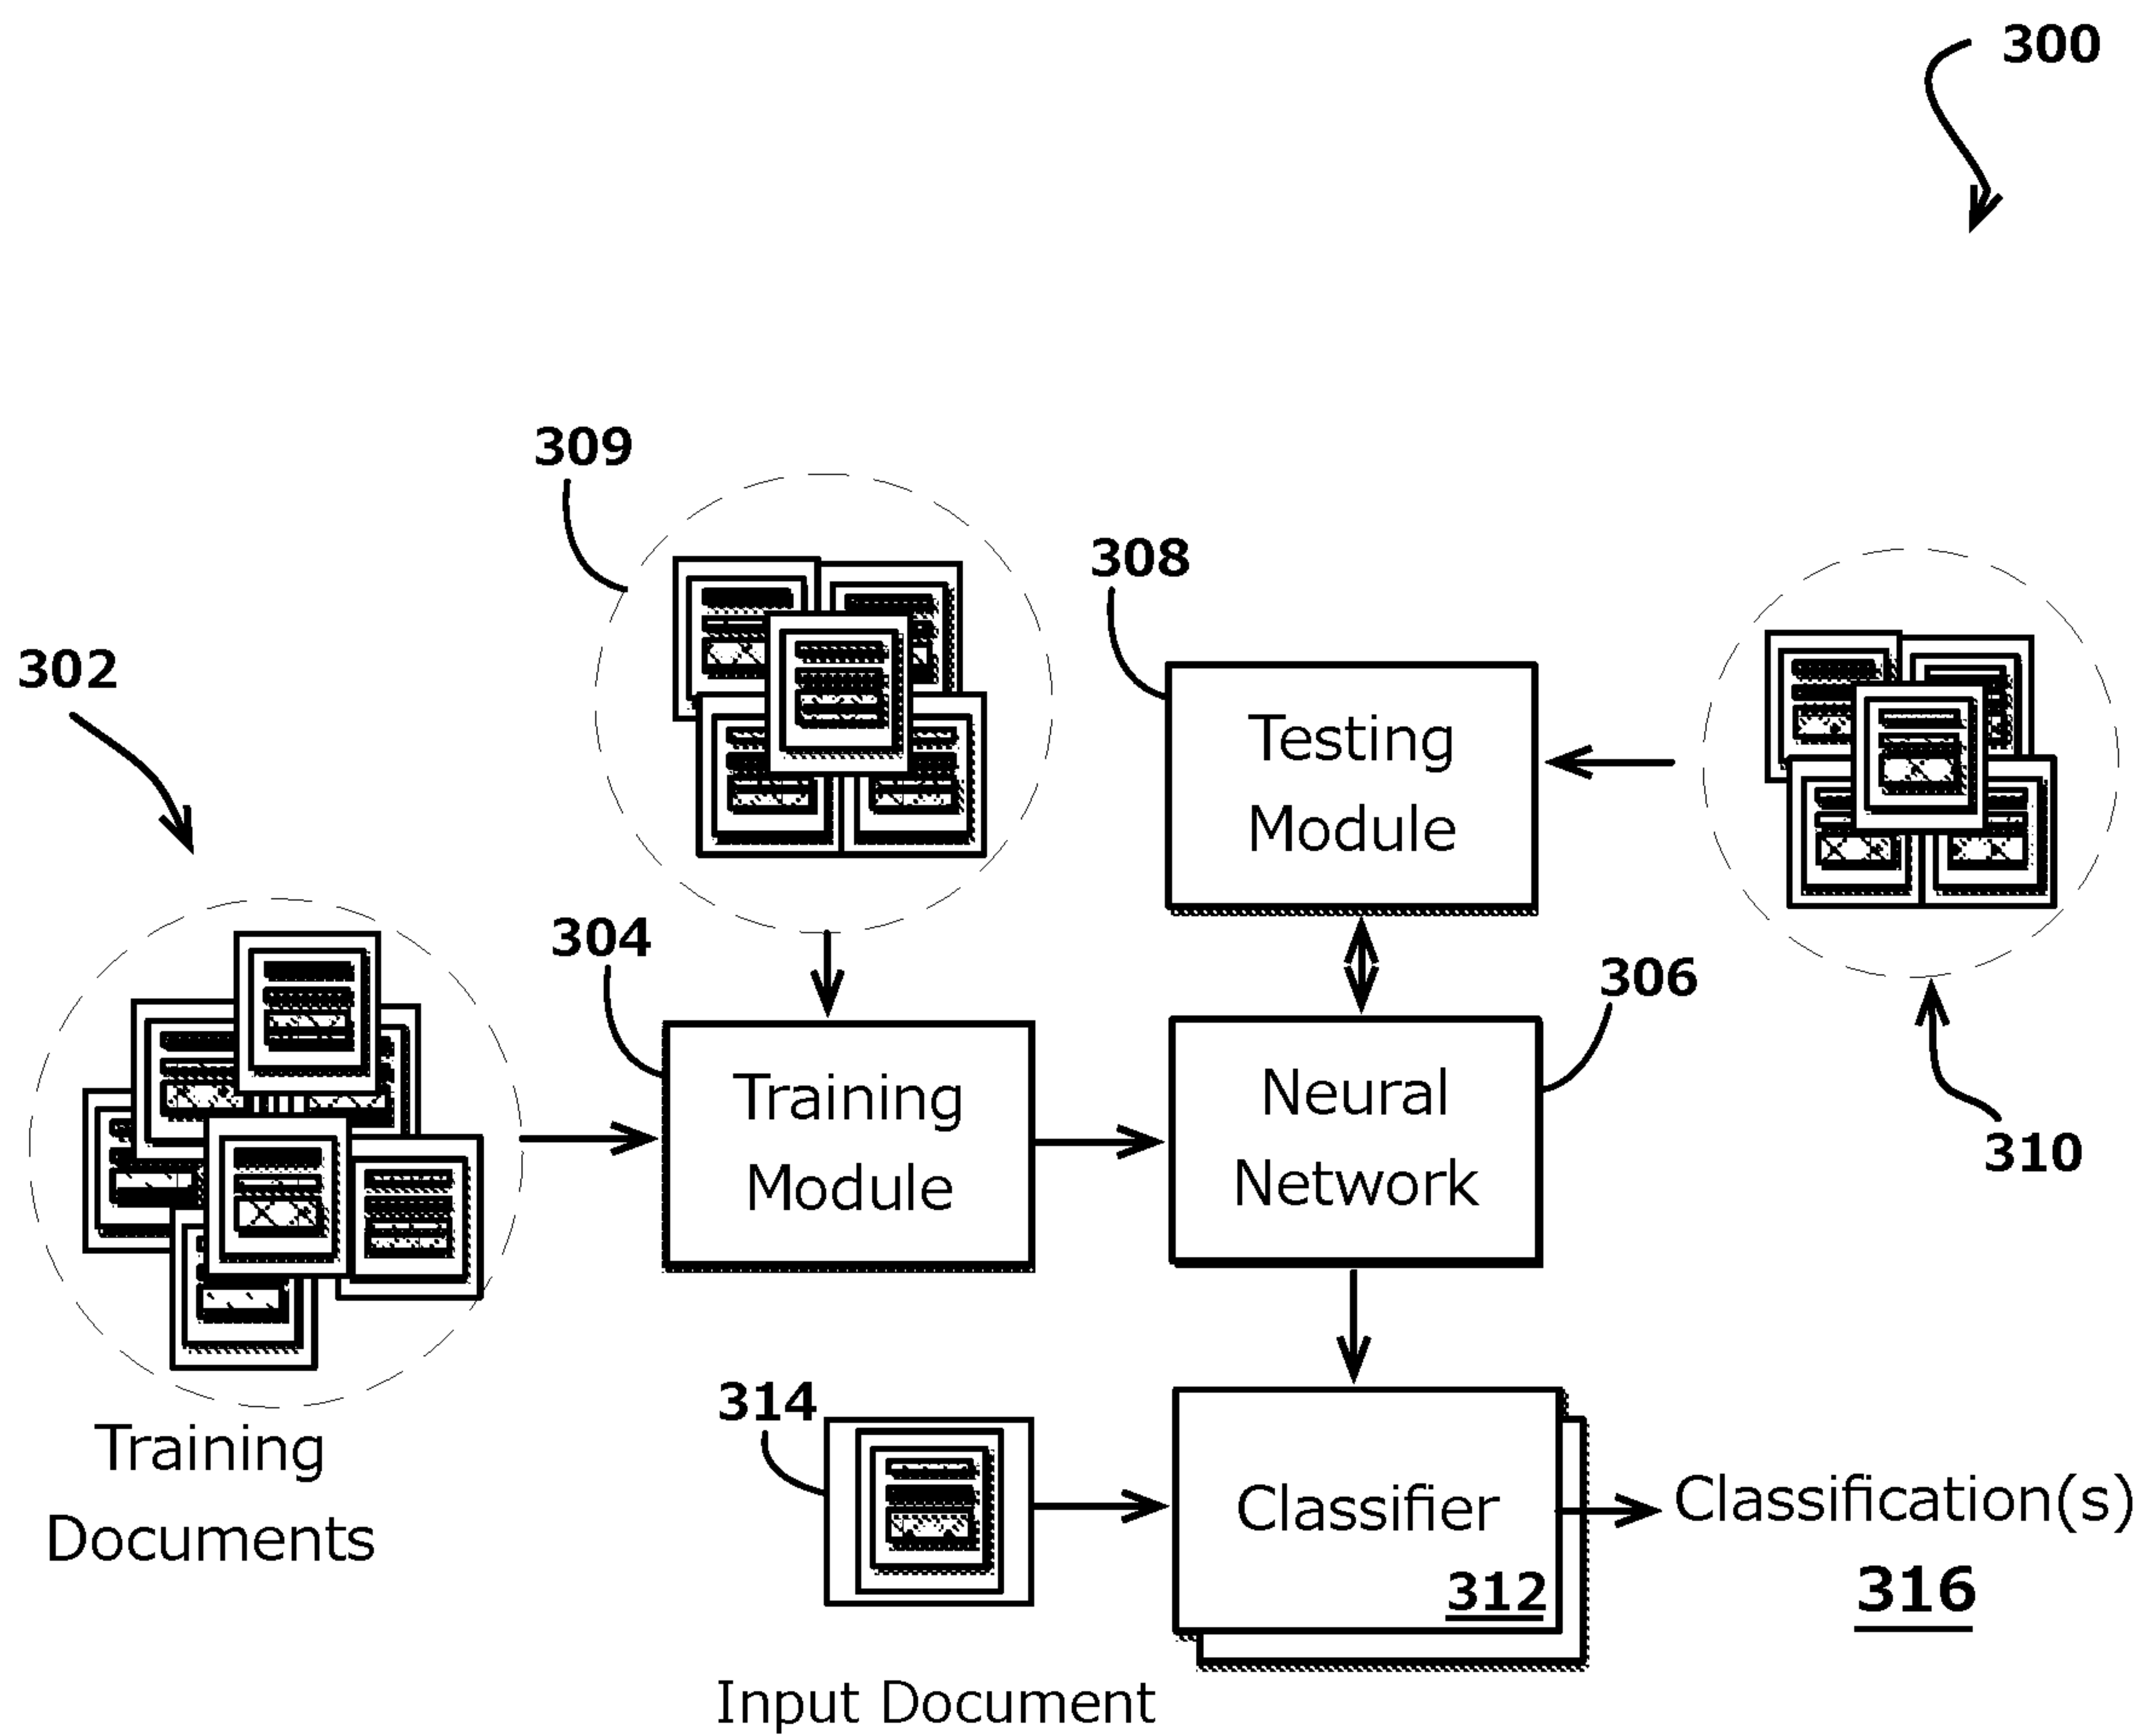 300
309
308
302
Testing
Module
304
306
Training
Module
Neural
Network
310
314
Training
Documents
Classifier
312
Classification(s)
316
Input Document